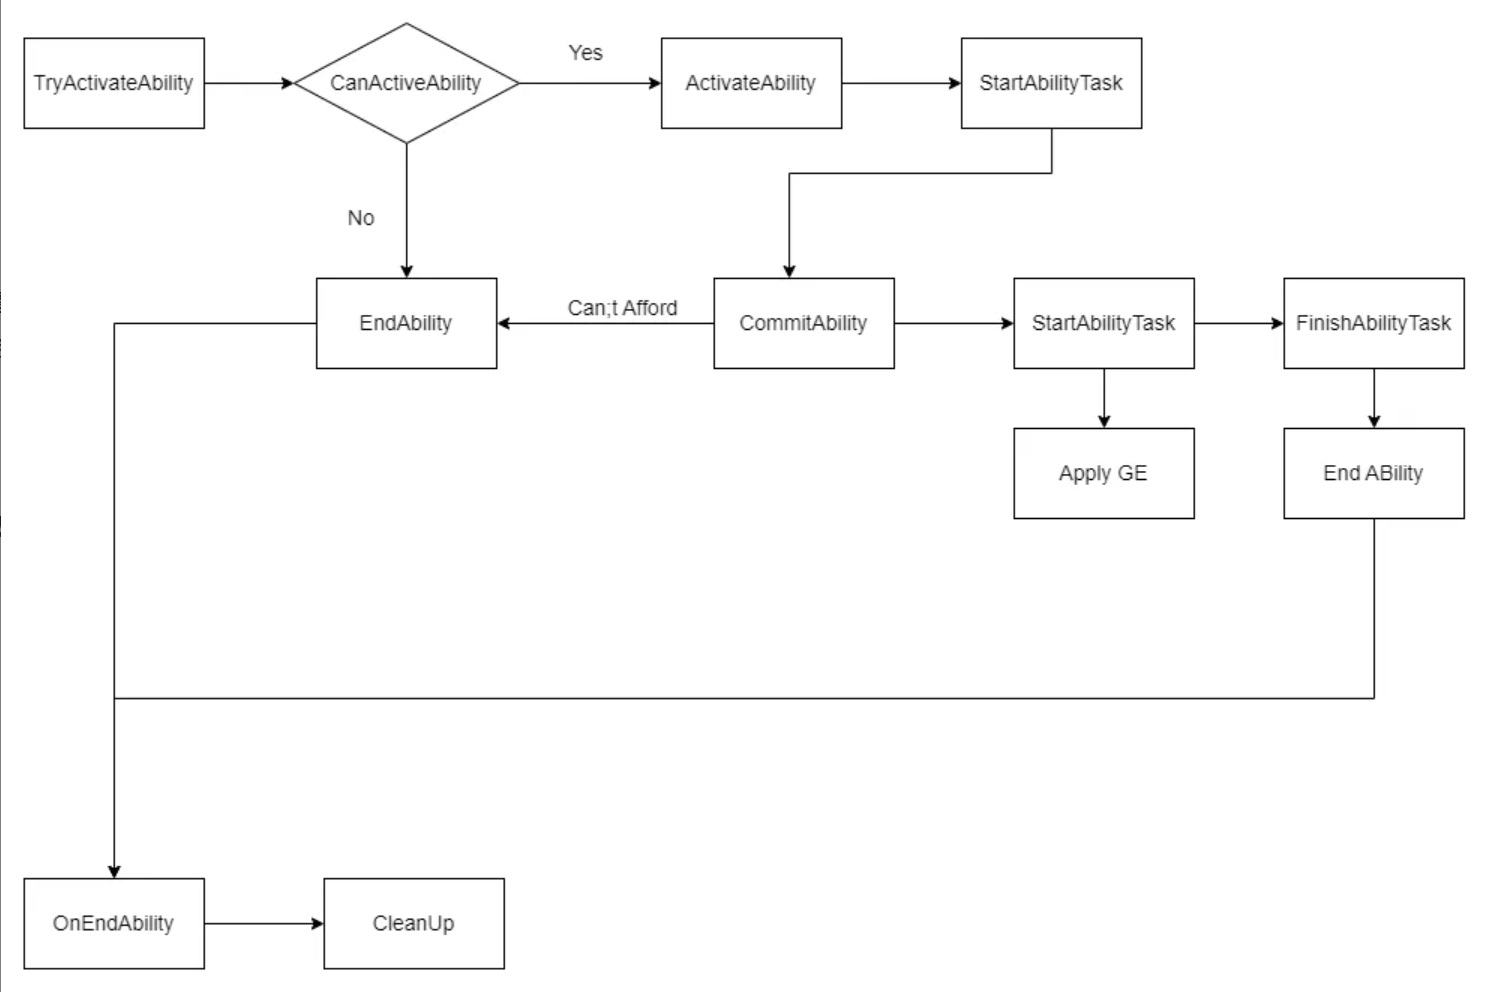 TryActivateAbility
CanActiveAbility
Yes
ActivateAbility
StartAbilityTask
No
EndAbility
Can;t Afford
CommitAbility
StartAbilityTask
FinishAbilityTask
Apply GE
End ABility
OnEndAbility
CleanUp